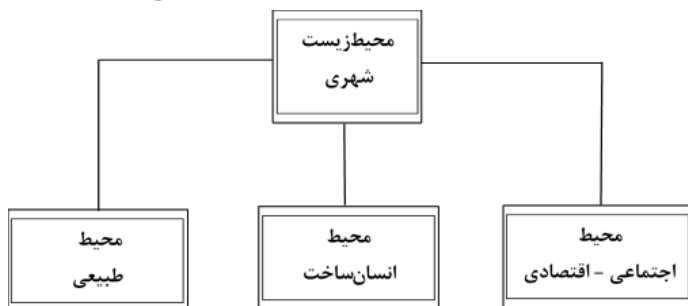 محیط‌زیست
شهری
محیط
اجتماعی - اقتصادی
محیط
انسان‌ساخت
محیط
طبیعی